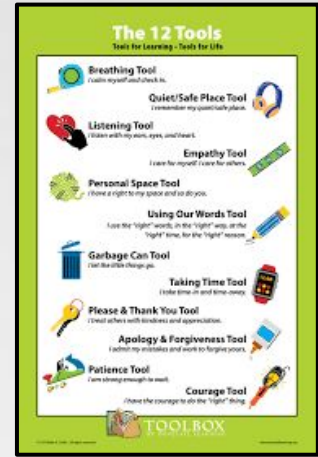 The 12 Tools
Tools for Learning • Tools for Life
Breathing Tool
I calm myself and check in.
Quiet/Safe Place Tool
I remember my quiet/safe place.
Listening Tool
I listen with my ears, eyes, and heart.
Empathy Tool
I care for myself. I care for others.
Personal Space Tool
I have a right to my space and so do you.
Using Our Words Tool
I use the "right" words, in the "right" way, at the
"right" time, for the "right" reason.
Garbage Can Tool
I let the little things go.
Taking Time Tool
I take time-in and time-away.
Please & Thank You Tool
I treat others with kindness and appreciation.
Apology & Forgiveness Tool
I admit my mistakes and work to forgive yours.
Patience Tool
I am strong enough to wait.
Courage Tool
I have the courage to do the "right" thing.
TOOLBOX